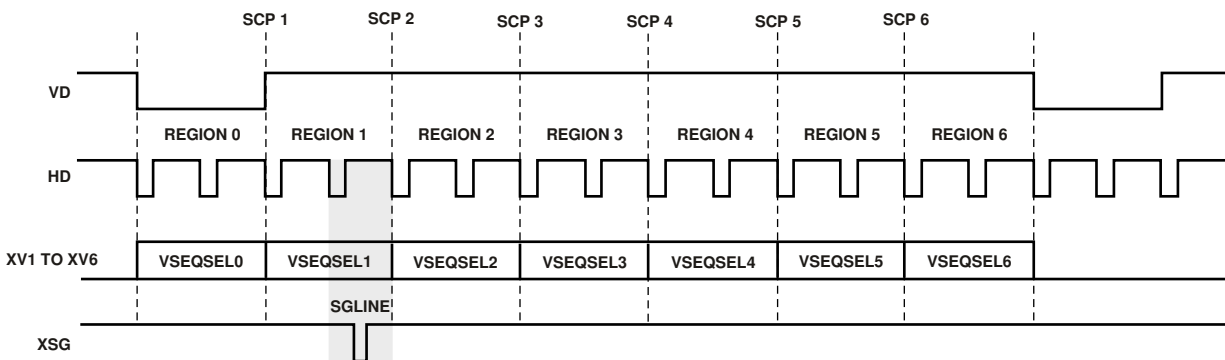 SCP 1 SCP 2 SCP 3 SCP 4 SCP 5 SCP 6
VD
REGION 0 REGION 1 REGION 2 REGION 3 REGION 4 REGION 5 REGION 6
HD
XV1 TO XV6 VSEQSEL0 VSEQSEL1 VSEQSEL2 VSEQSEL3 VSEQSEL4 VSEQSEL5 VSEQSEL6
SGLINE
XSG